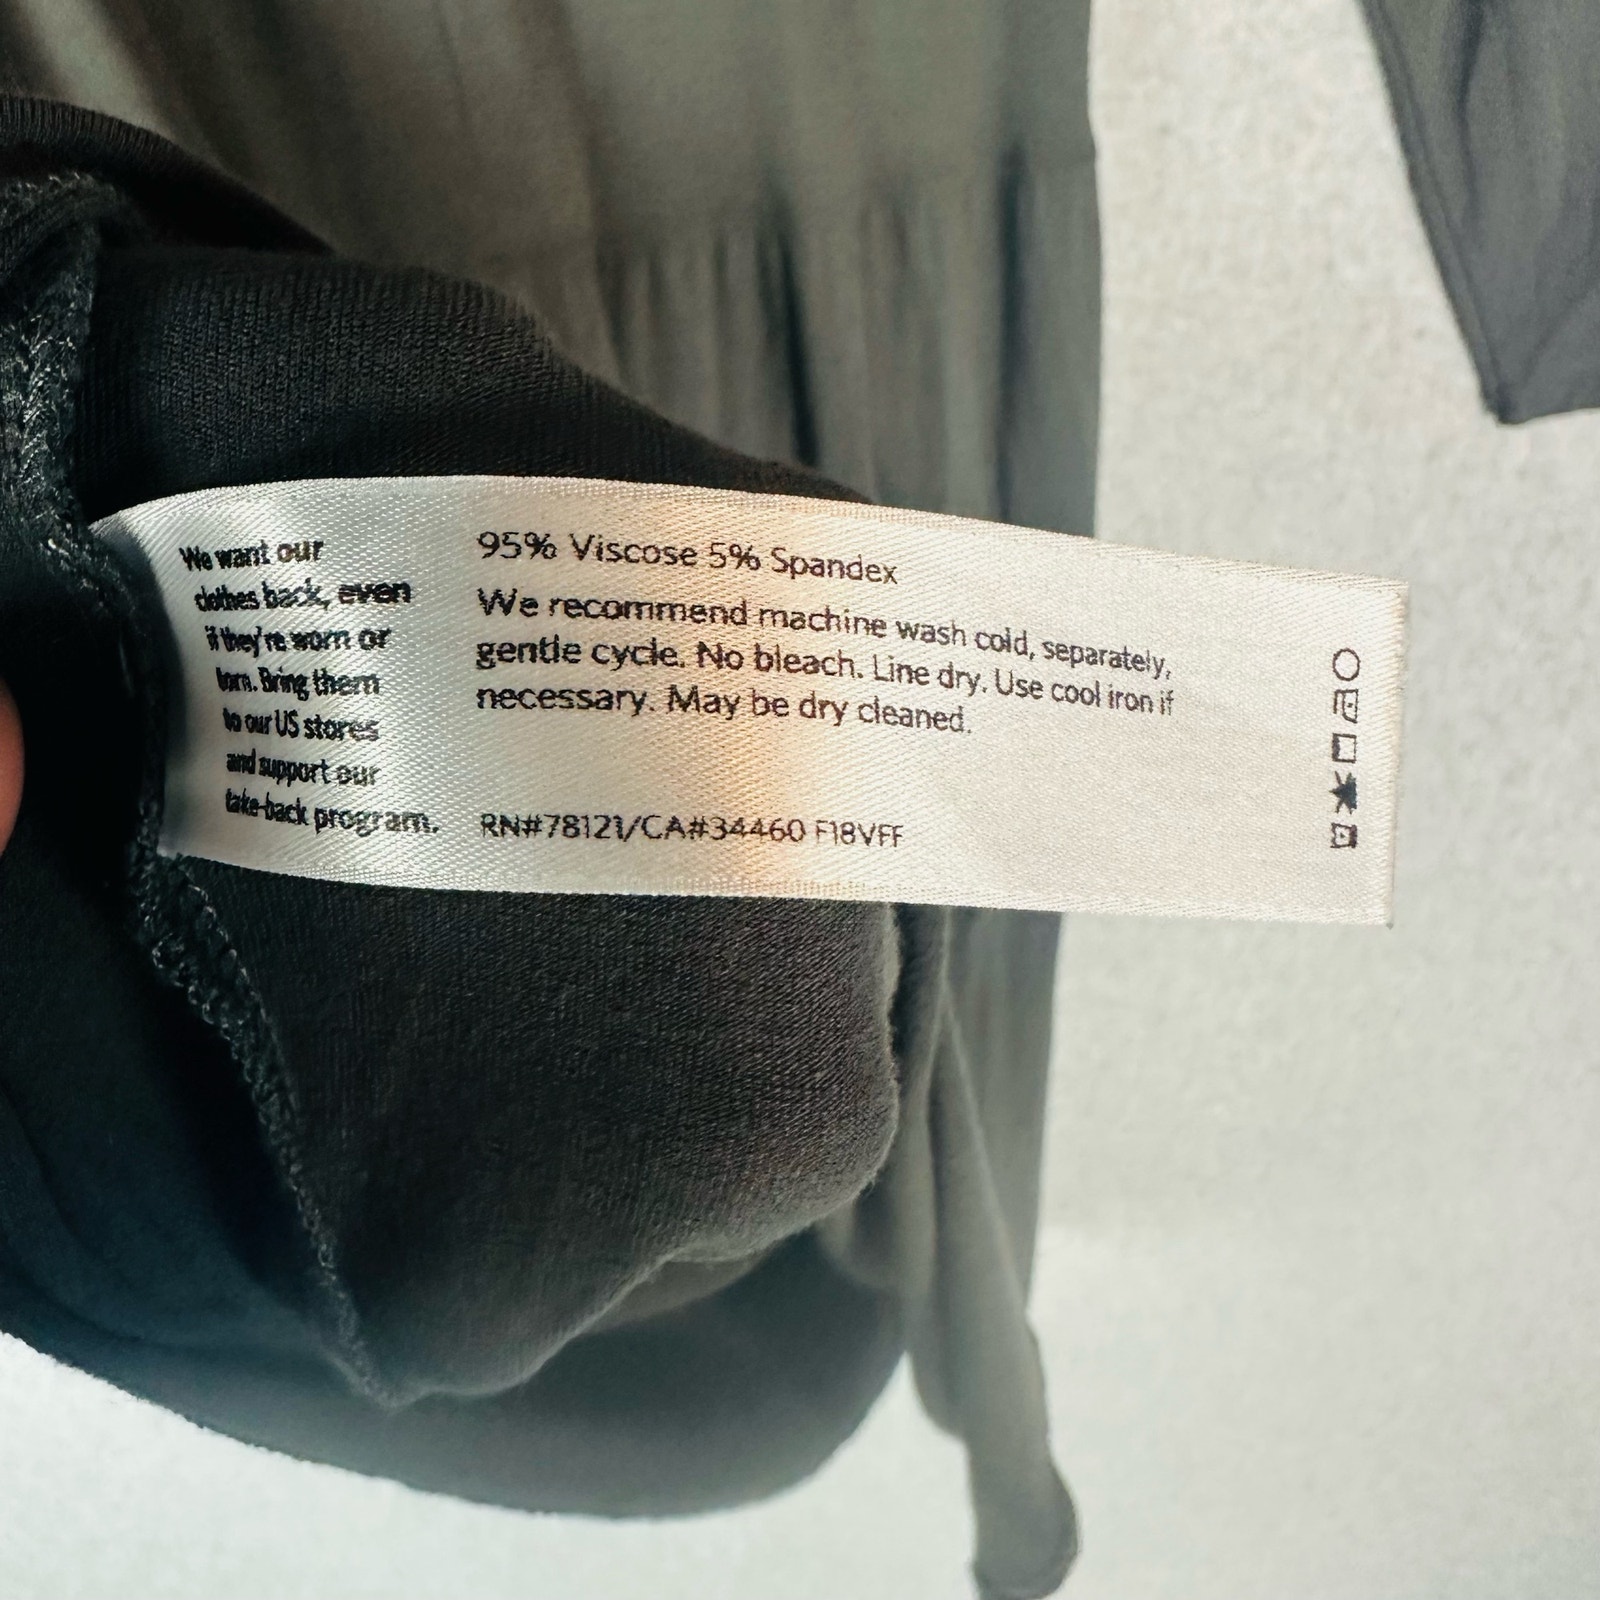 We want our
clothes back, even
if they're worn or
torn. Bring them
to our US stores
and support our
take-back program.
95% Viscose 5% Spandex
We recommend machine wash cold, separately,
gentle cycle. No bleach. Line dry. Use cool iron if
necessary. May be dry cleaned.
RN#78121/CA#34460 F18VFF